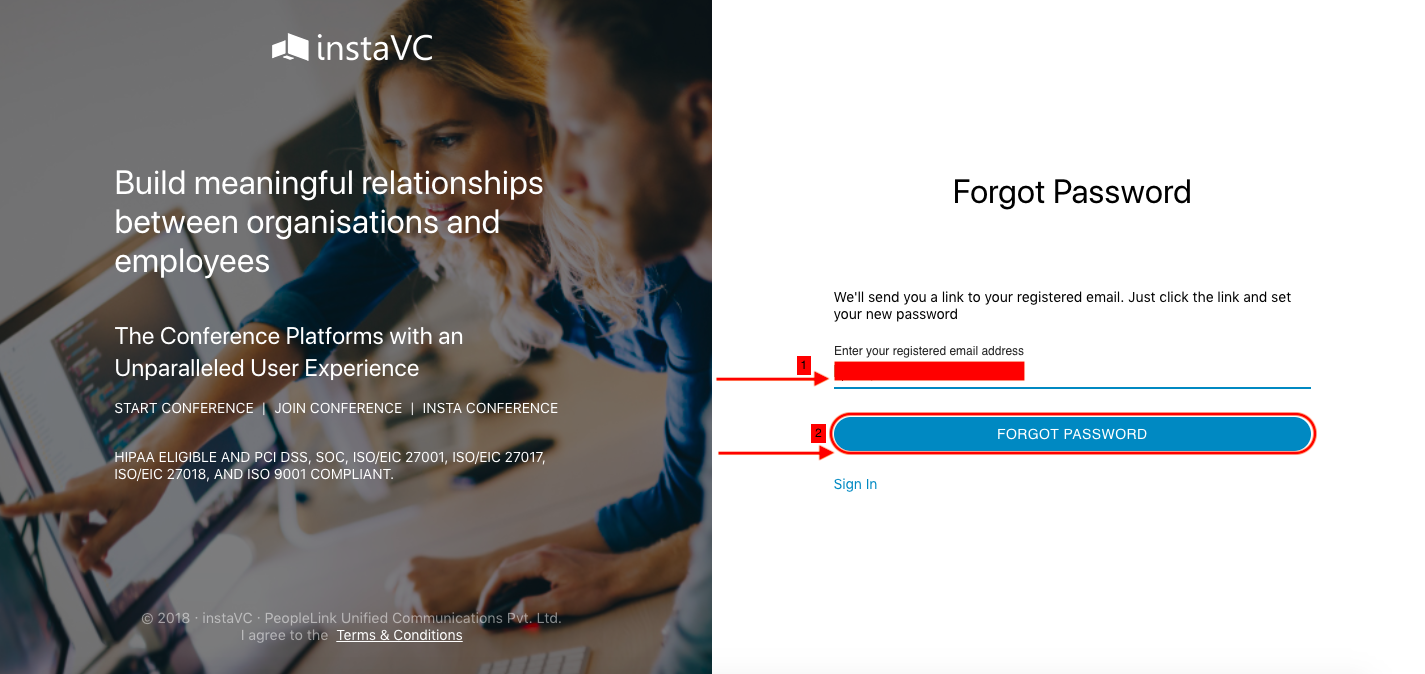 instaVC
Build meaningful relationships
between organisations and
employees
The Conference Platforms with an
Unparalleled User Experience
START CONFERENCE | JOIN CONFERENCE | INSTA CONFERENCE
HIPAA ELIGIBLE AND PCI DSS, SOC, ISO/EIC 27001, ISO/EIC 27017,
ISO/EIC 27018, AND ISO 9001 COMPLIANT.
© 2018 · instaVC · PeopleLink Unified Communications Pvt. Ltd.
I agree to the Terms & Conditions
Forgot Password
We'll send you a link to your registered email. Just click the link and set
your new password
Enter your registered email address
1
2
FORGOT PASSWORD
Sign In